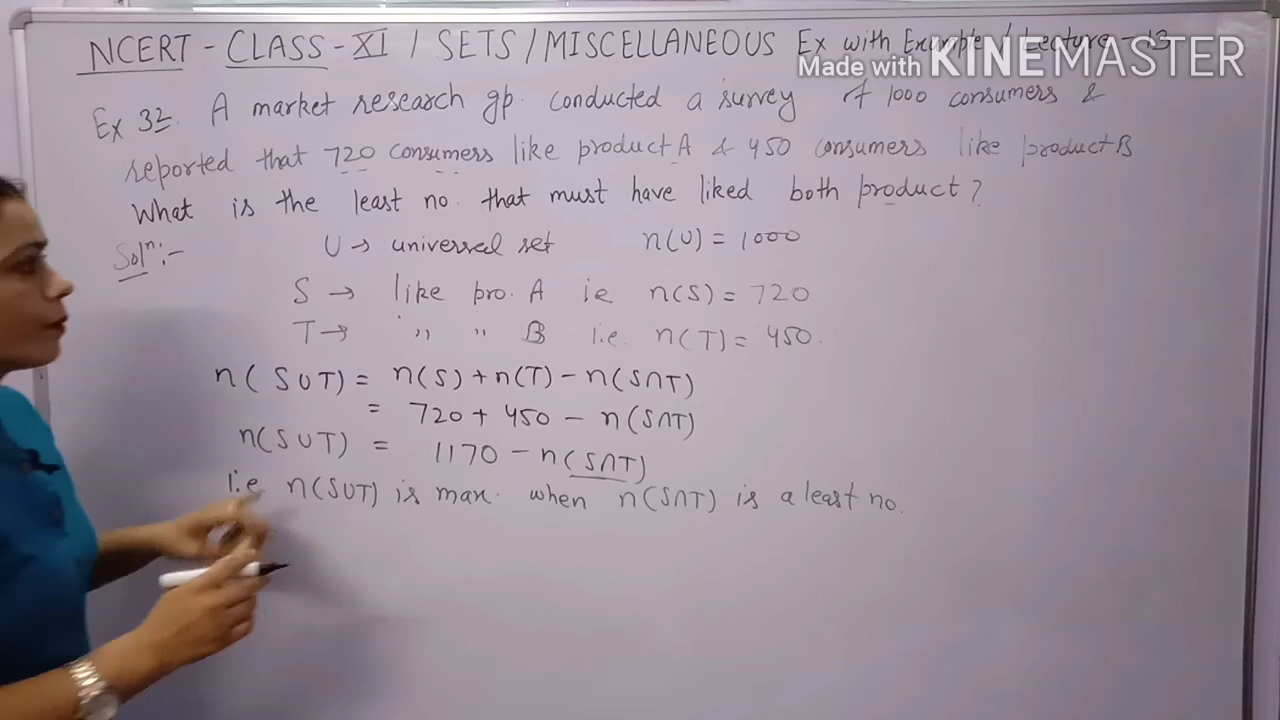 NCERT - CLASS - XI / SETS / MISCELLANEOUS Ex with Example / Lecture - 13
Made with KINEMASTER
Ex 32. A market research gp. conducted a survey of 1000 consumers &
reported that 720 consumers like product A & 450 consumers like product B
What is the least no. that must have liked both product?
Solⁿ:-
U → universal set n(U) = 1000
S → like pro. A i.e n(S) = 720
T → ,, ,, B i.e. n(T) = 450.
n(S∪T) = n(S) + n(T) - n(S∩T)
= 720 + 450 - n(S∩T)
n(S∪T) = 1170 - n(S∩T)
i.e n(S∪T) is max. when n(S∩T) is a least no.